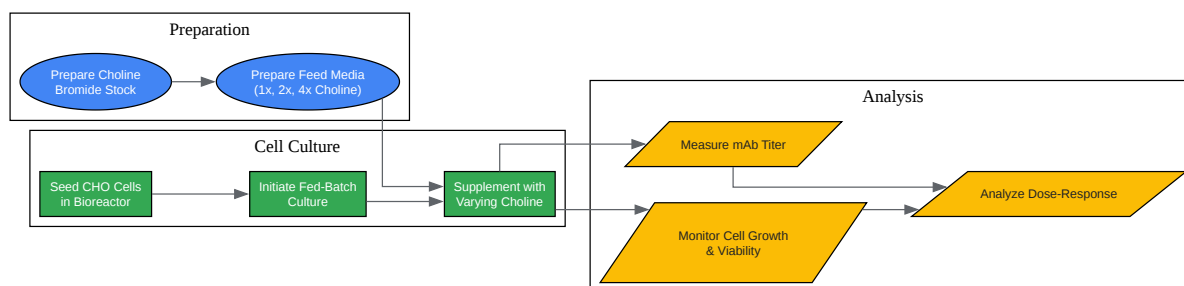 Preparation
Prepare Choline
Bromide Stock
Prepare Feed Media
(1x, 2x, 4x Choline)
Cell Culture
Seed CHO Cells
in Bioreactor
Initiate Fed-Batch
Culture
Supplement with
Varying Choline
Analysis
Measure mAb Titer
Monitor Cell Growth
& Viability
Analyze Dose-Response